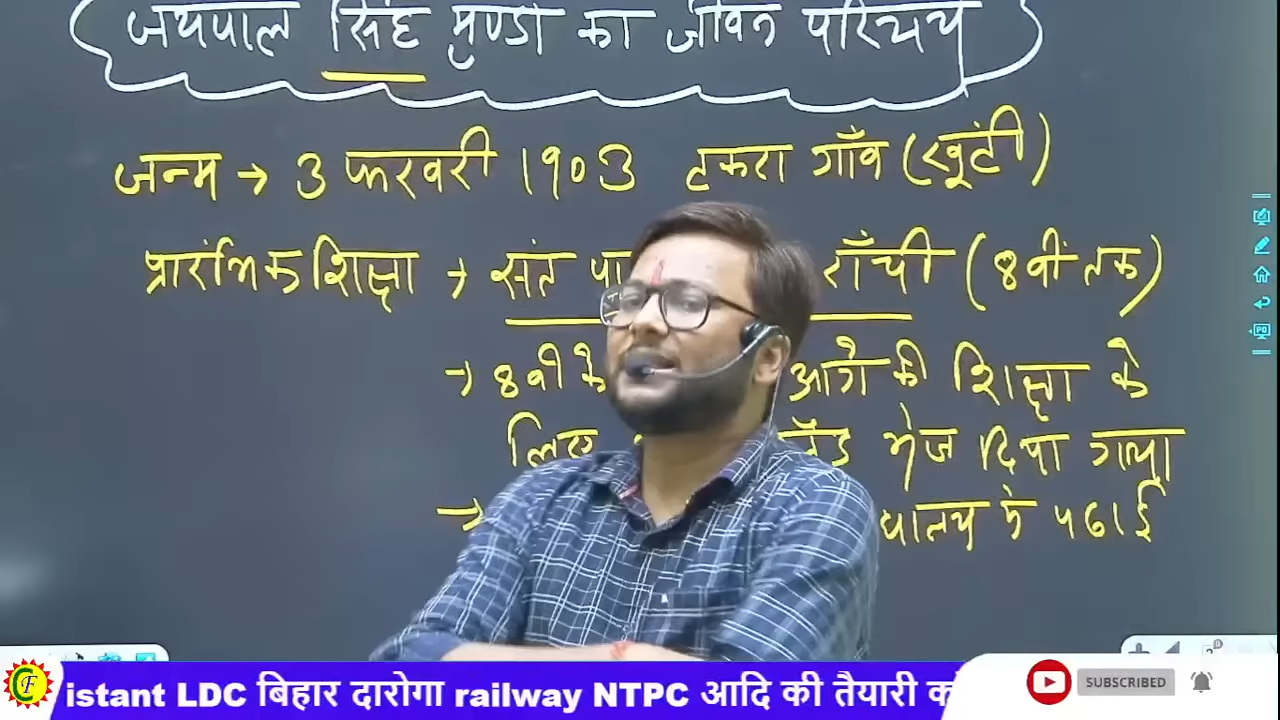 जयपाल सिंह मुण्डा का जीवन परिचय
जन्म → 3 फरवरी 1903 टकरा गाँव (खूंटी)
प्रारंभिक शिक्षा → संत पा राँची (8वीं तक)
→ 8वी के आगे की शिक्षा के
लिए भेज दिया गया
→ मे पढाई
istant LDC बिहार दारोगा railway NTPC आदि की तैयारी क
SUBSCRIBED